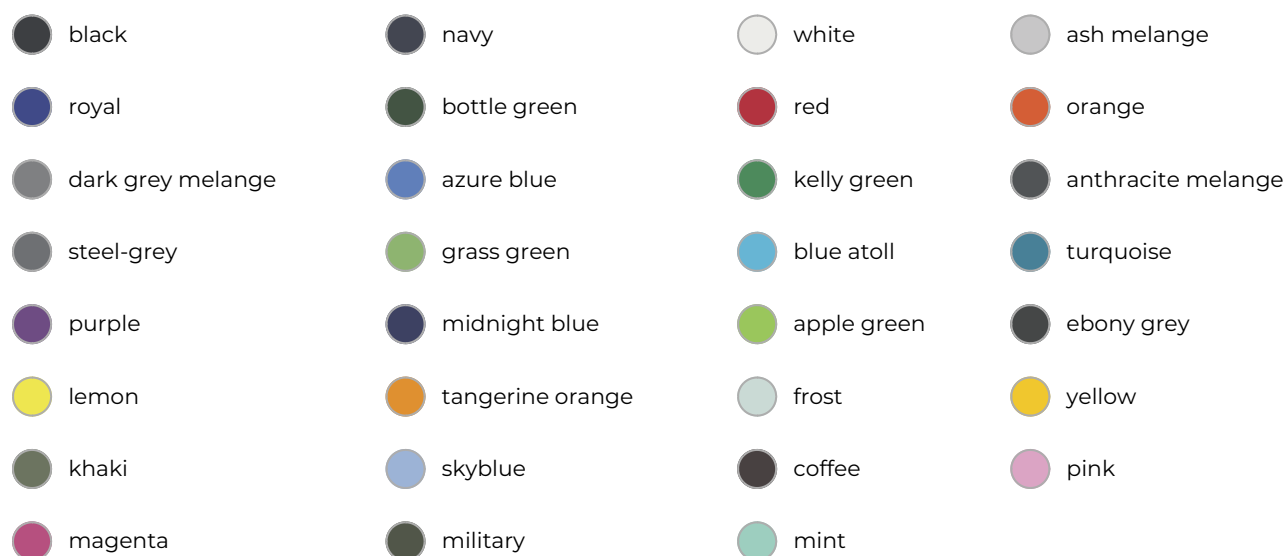 black navy white ash melange
royal bottle green red orange
dark grey melange azure blue kelly green anthracite melange
steel-grey grass green blue atoll turquoise
purple midnight blue apple green ebony grey
lemon tangerine orange frost yellow
khaki skyblue coffee pink
magenta military mint